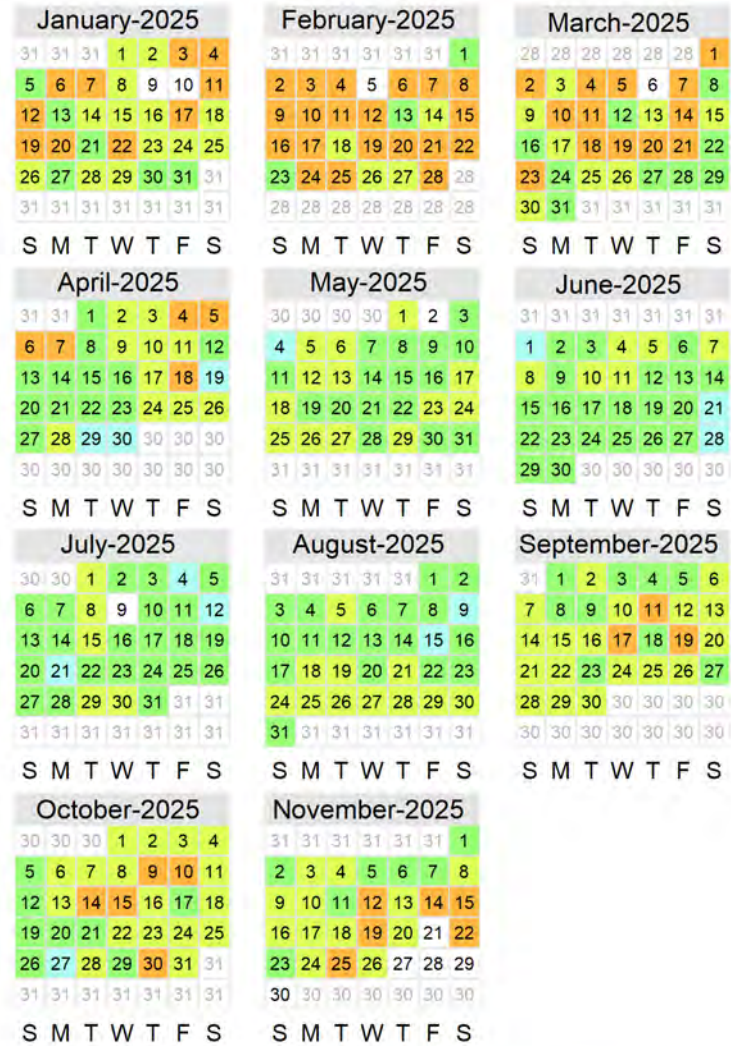 January-2025
31 31 31 1 2 3 4
5 6 7 8 9 10 11
12 13 14 15 16 17 18
19 20 21 22 23 24 25
26 27 28 29 30 31 31
31 31 31 31 31 31 31
S M T W T F S
February-2025
31 31 31 31 31 31 1
2 3 4 5 6 7 8
9 10 11 12 13 14 15
16 17 18 19 20 21 22
23 24 25 26 27 28 28
28 28 28 28 28 28 28
S M T W T F S
March-2025
28 28 28 28 28 28 1
2 3 4 5 6 7 8
9 10 11 12 13 14 15
16 17 18 19 20 21 22
23 24 25 26 27 28 29
30 31 31 31 31 31 31
S M T W T F S
April-2025
31 31 1 2 3 4 5
6 7 8 9 10 11 12
13 14 15 16 17 18 19
20 21 22 23 24 25 26
27 28 29 30 30 30 30
30 30 30 30 30 30 30
S M T W T F S
May-2025
30 30 30 30 1 2 3
4 5 6 7 8 9 10
11 12 13 14 15 16 17
18 19 20 21 22 23 24
25 26 27 28 29 30 31
31 31 31 31 31 31 31
S M T W T F S
June-2025
31 31 31 31 31 31 31
1 2 3 4 5 6 7
8 9 10 11 12 13 14
15 16 17 18 19 20 21
22 23 24 25 26 27 28
29 30 30 30 30 30 30
S M T W T F S
July-2025
30 30 1 2 3 4 5
6 7 8 9 10 11 12
13 14 15 16 17 18 19
20 21 22 23 24 25 26
27 28 29 30 31 31 31
31 31 31 31 31 31 31
S M T W T F S
August-2025
31 31 31 31 31 1 2
3 4 5 6 7 8 9
10 11 12 13 14 15 16
17 18 19 20 21 22 23
24 25 26 27 28 29 30
31
S M T W T F S
September-2025
31 1 2 3 4 5 6
7 8 9 10 11 12 13
14 15 16 17 18 19 20
21 22 23 24 25 26 27
28 29 30 30 30 30 30
30 30 30 30 30 30 30
S M T W T F S
October-2025
30 30 30 1 2 3 4
5 6 7 8 9 10 11
12 13 14 15 16 17 18
19 20 21 22 23 24 25
26 27 28 29 30 31 31
31 31 31 31 31 31 31
S M T W T F S
November-2025
31 31 31 31 31 31 1
2 3 4 5 6 7 8
9 10 11 12 13 14 15
16 17 18 19 20 21 22
23 24 25 26 27 28 29
30 30 30 30 30 30 30
S M T W T F S